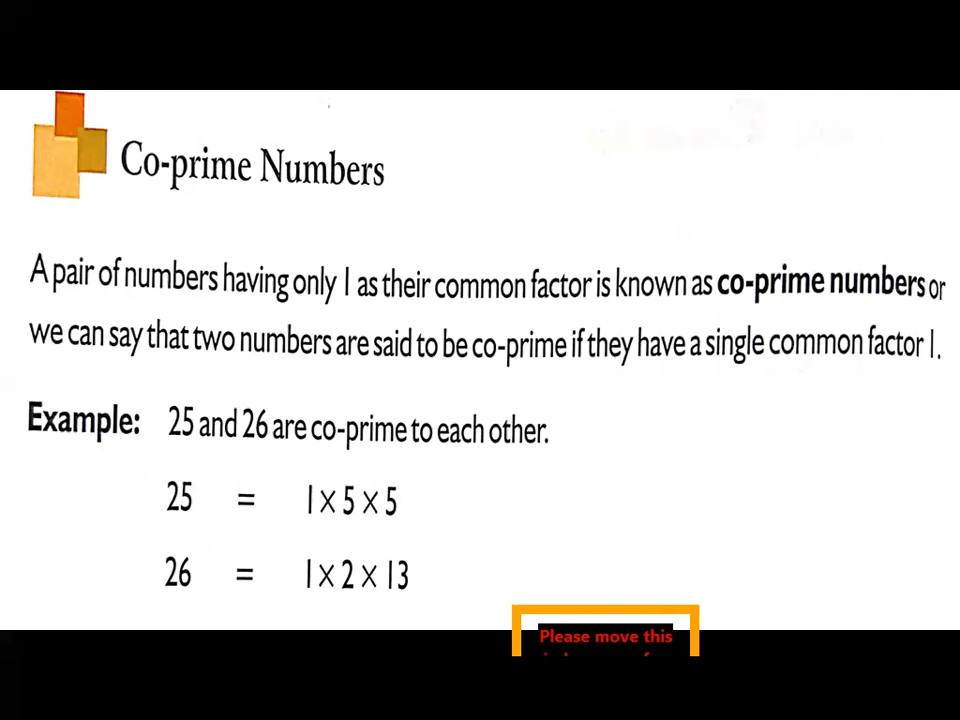 Co-prime Numbers
A pair of numbers having only 1 as their common factor is known as co-prime numbers or
we can say that two numbers are said to be co-prime if they have a single common factor 1.
Example: 25 and 26 are co-prime to each other.
25 = 1 × 5 × 5
26 = 1 × 2 × 13
Please move this